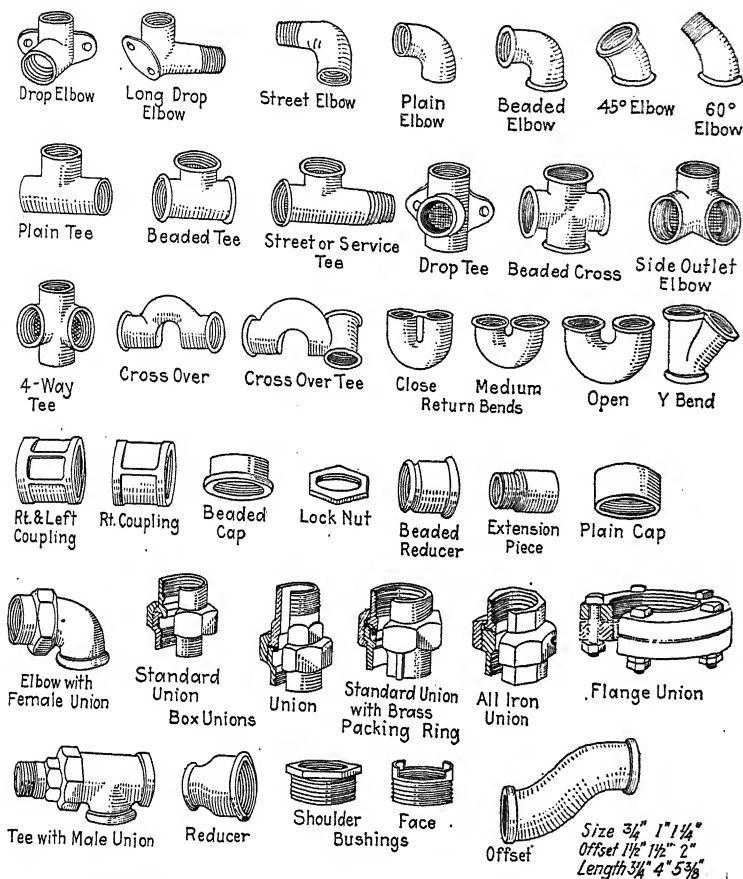 Drop Elbow
Long Drop
Elbow
Street Elbow
Plain
Elbow
Beaded
Elbow
45° Elbow
60°
Elbow
Plain Tee
Beaded Tee
Street or Service
Tee
Drop Tee
Beaded Cross
Side Outlet
Elbow
4-Way
Tee
Cross Over
Cross Over Tee
Close
Medium
Return Bends
Open
Y Bend
Rt. & Left
Coupling
Rt. Coupling
Beaded
Cap
Lock Nut
Beaded
Reducer
Extension
Piece
Plain Cap
Elbow with
Female Union
Standard
Union
Box Unions
Union
Standard Union
with Brass
Packing Ring
All Iron
Union
Flange Union
Tee with Male Union
Reducer
Shoulder
Face
Bushings
Offset
Size 3/4" 1" 1 1/4"
Offset 1 1/2" 1 1/2" 2"
Length 3 1/4" 4" 5 3/8"